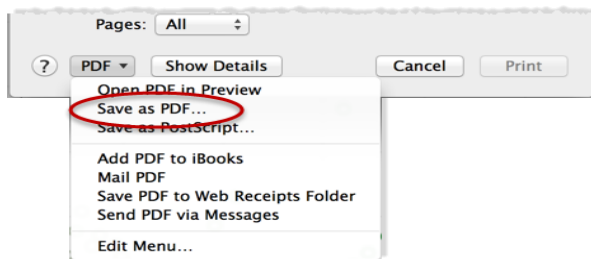 Pages: All
? PDF Show Details Cancel Print
Open PDF in Preview
Save as PDF...
Save as PostScript...
Add PDF to iBooks
Mail PDF
Save PDF to Web Receipts Folder
Send PDF via Messages
Edit Menu...